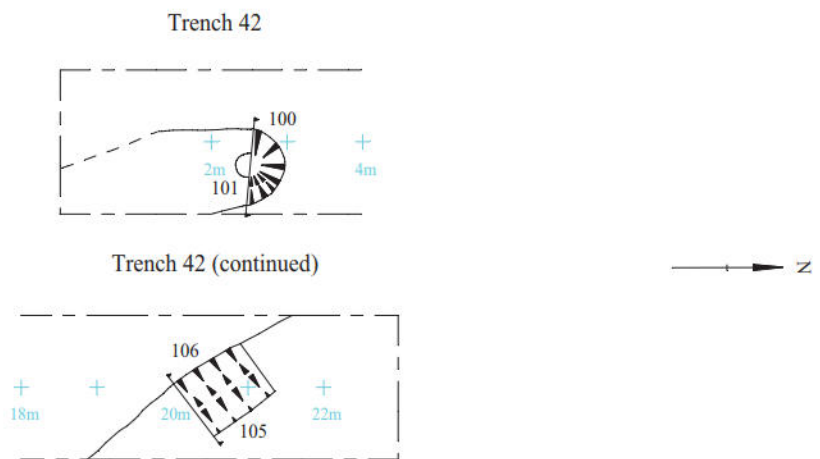 Trench 42
100
2m
4m
101
Trench 42 (continued)
N
106
18m
20m
22m
105